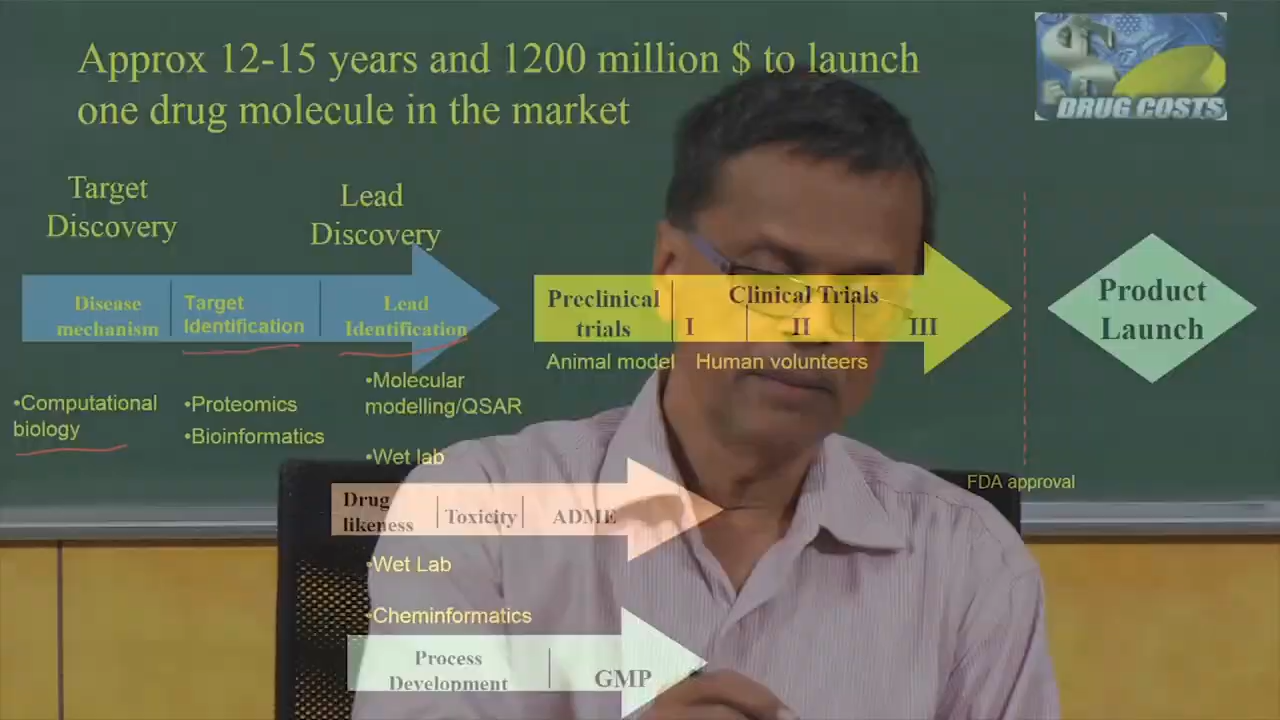 Approx 12-15 years and 1200 million $ to launch
one drug molecule in the market
DRUG COSTS
Target
Discovery
Lead
Discovery
Disease
mechanism
Target
Identification
Lead
Identification
Preclinical
trials
Clinical Trials
I
II
III
Product
Launch
Animal model
Human volunteers
•Computational
biology
•Proteomics
•Bioinformatics
•Molecular
modelling/QSAR
•Wet lab
FDA approval
Drug
likeness
Toxicity
ADME
•Wet Lab
•Cheminformatics
Process
Development
GMP